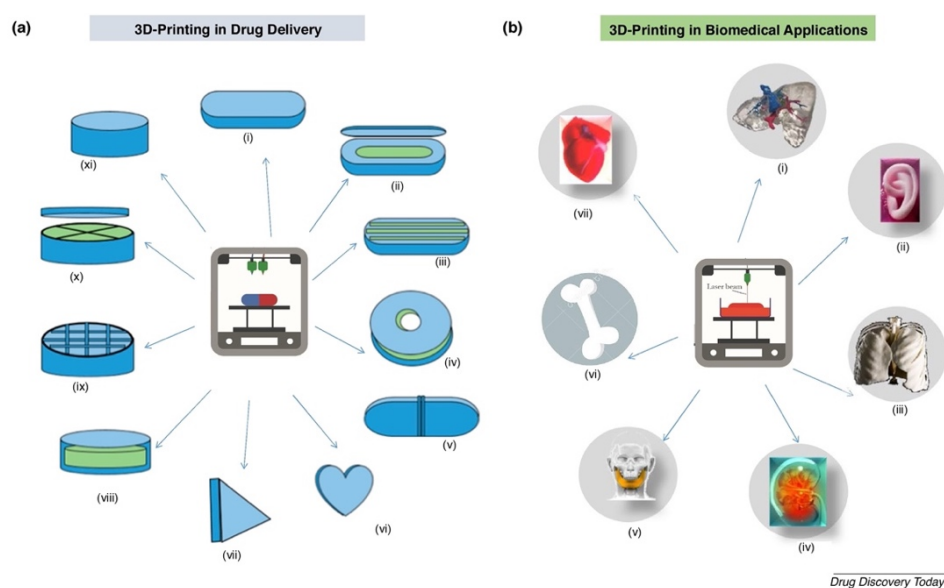 (a)
3D-Printing in Drug Delivery
(i)
(ii)
(iii)
(iv)
(v)
(vi)
(vii)
(viii)
(ix)
(x)
(xi)
(b)
3D-Printing in Biomedical Applications
Laser beam
(i)
(ii)
(iii)
(iv)
(v)
(vi)
(vii)
Drug Discovery Today